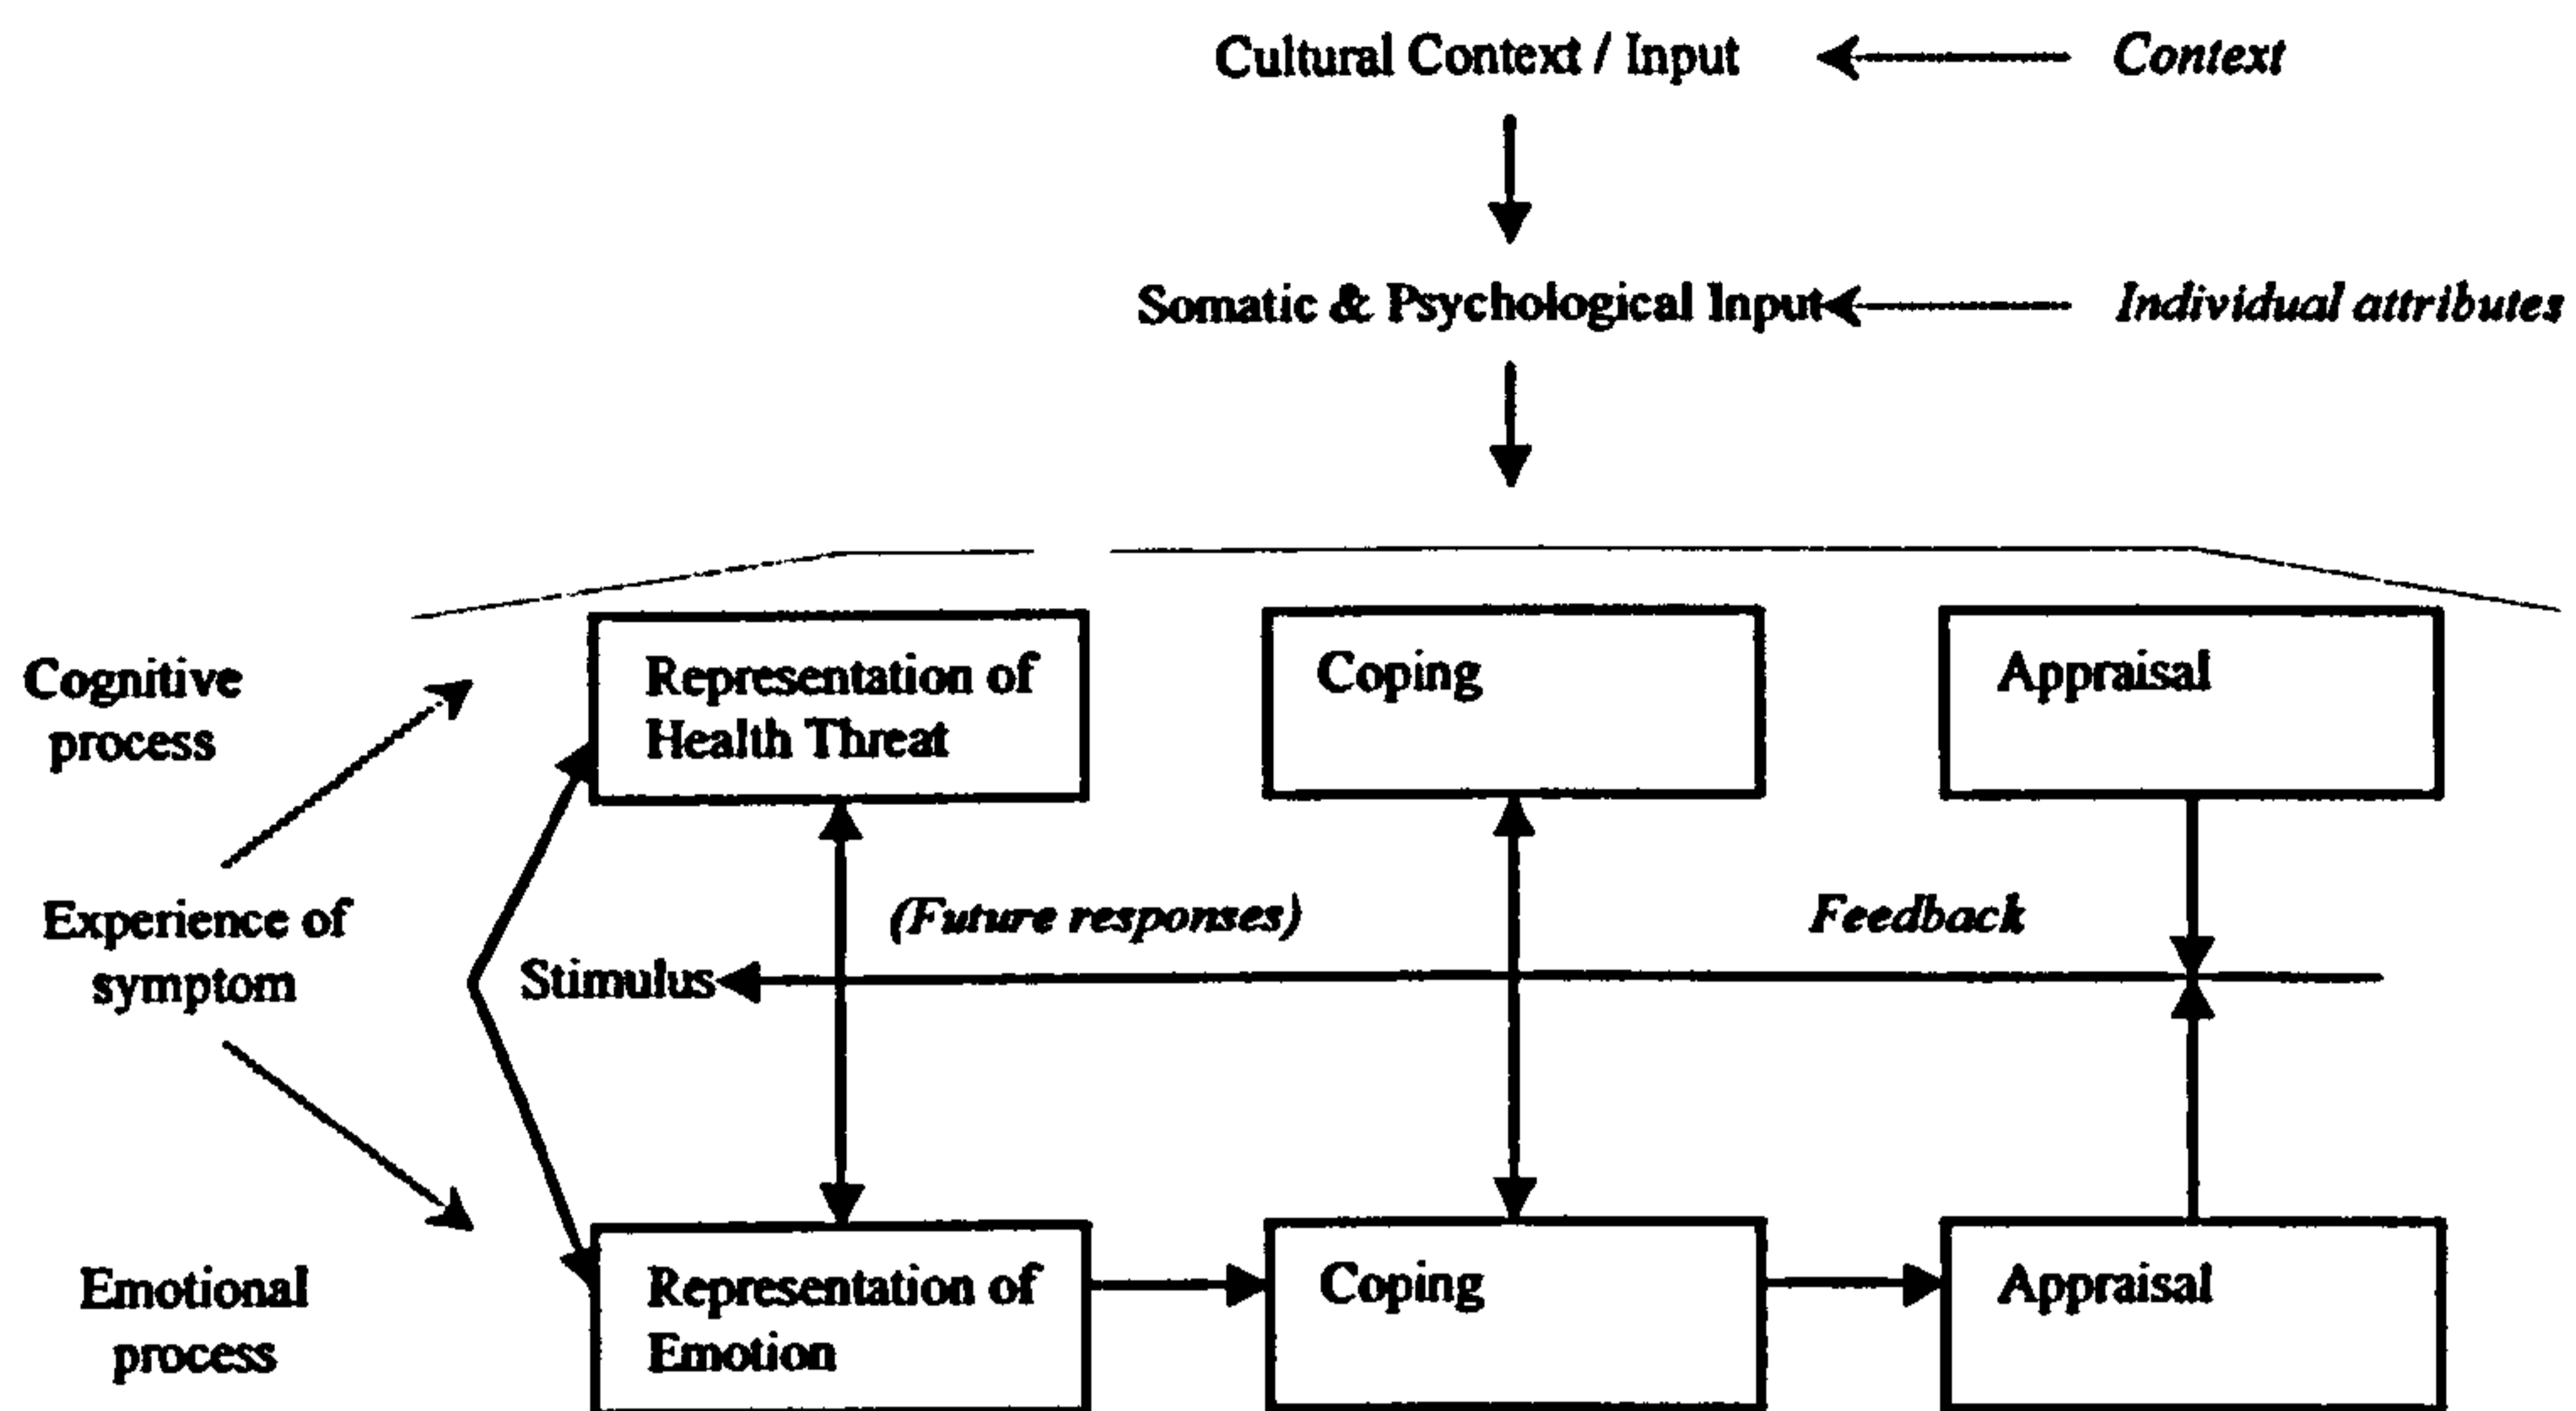 Cultural Context / Input
Context
Somatic & Psychological Input
Individual attributes
Cognitive
process
Representation of
Health Threat
Coping
Appraisal
Experience of
symptom
(Future responses)
Feedback
Stimulus
Emotional
process
Representation of
Emotion
Coping
Appraisal